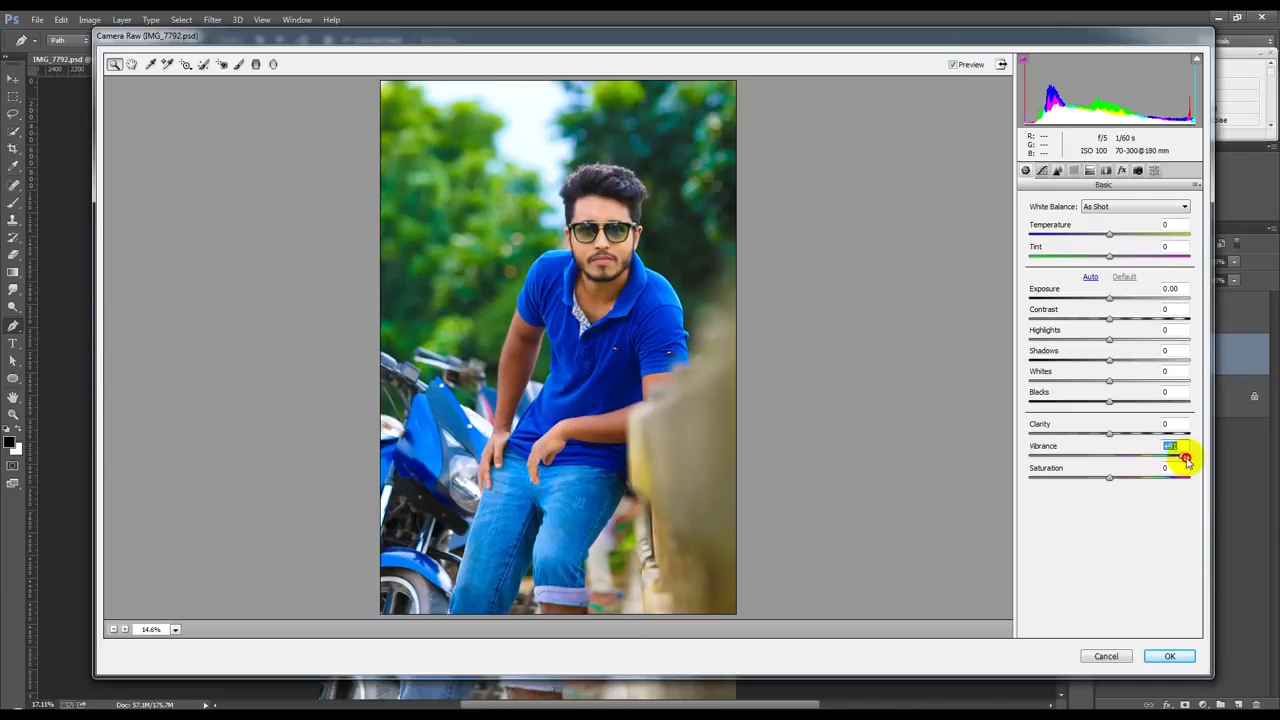 Ps File Edit Image Layer Type Select Filter 3D View Window Help
Path
IMG_7792.psd @
Camera Raw (IMG_7792.psd)
Preview
R: ---
G: ---
B: ---
f/5 1/60 s
ISO 100 70-300@180 mm
Basic
White Balance: As Shot
Temperature 0
Tint 0
Auto Default
Exposure 0.00
Contrast 0
Highlights 0
Shadows 0
Whites 0
Blacks 0
Clarity 0
Vibrance
Saturation 0
14.6%
Cancel OK
17.11% Doc: 57.1M/175.7M